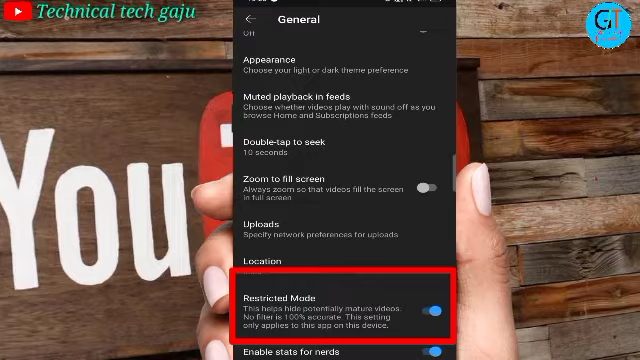 Technical tech gaju
General
GT
Off
Appearance
Choose your light or dark theme preference
Muted playback in feeds
Choose whether videos play with sound off as you
browse Home and Subscriptions feeds
Double-tap to seek
10 seconds
Zoom to fill screen
Always zoom so that videos fill the screen
in full screen
Uploads
Specify network preferences for uploads
Location
Restricted Mode
This helps hide potentially mature videos.
No filter is 100% accurate. This setting
only applies to this app on this device.
Enable stats for nerds
You